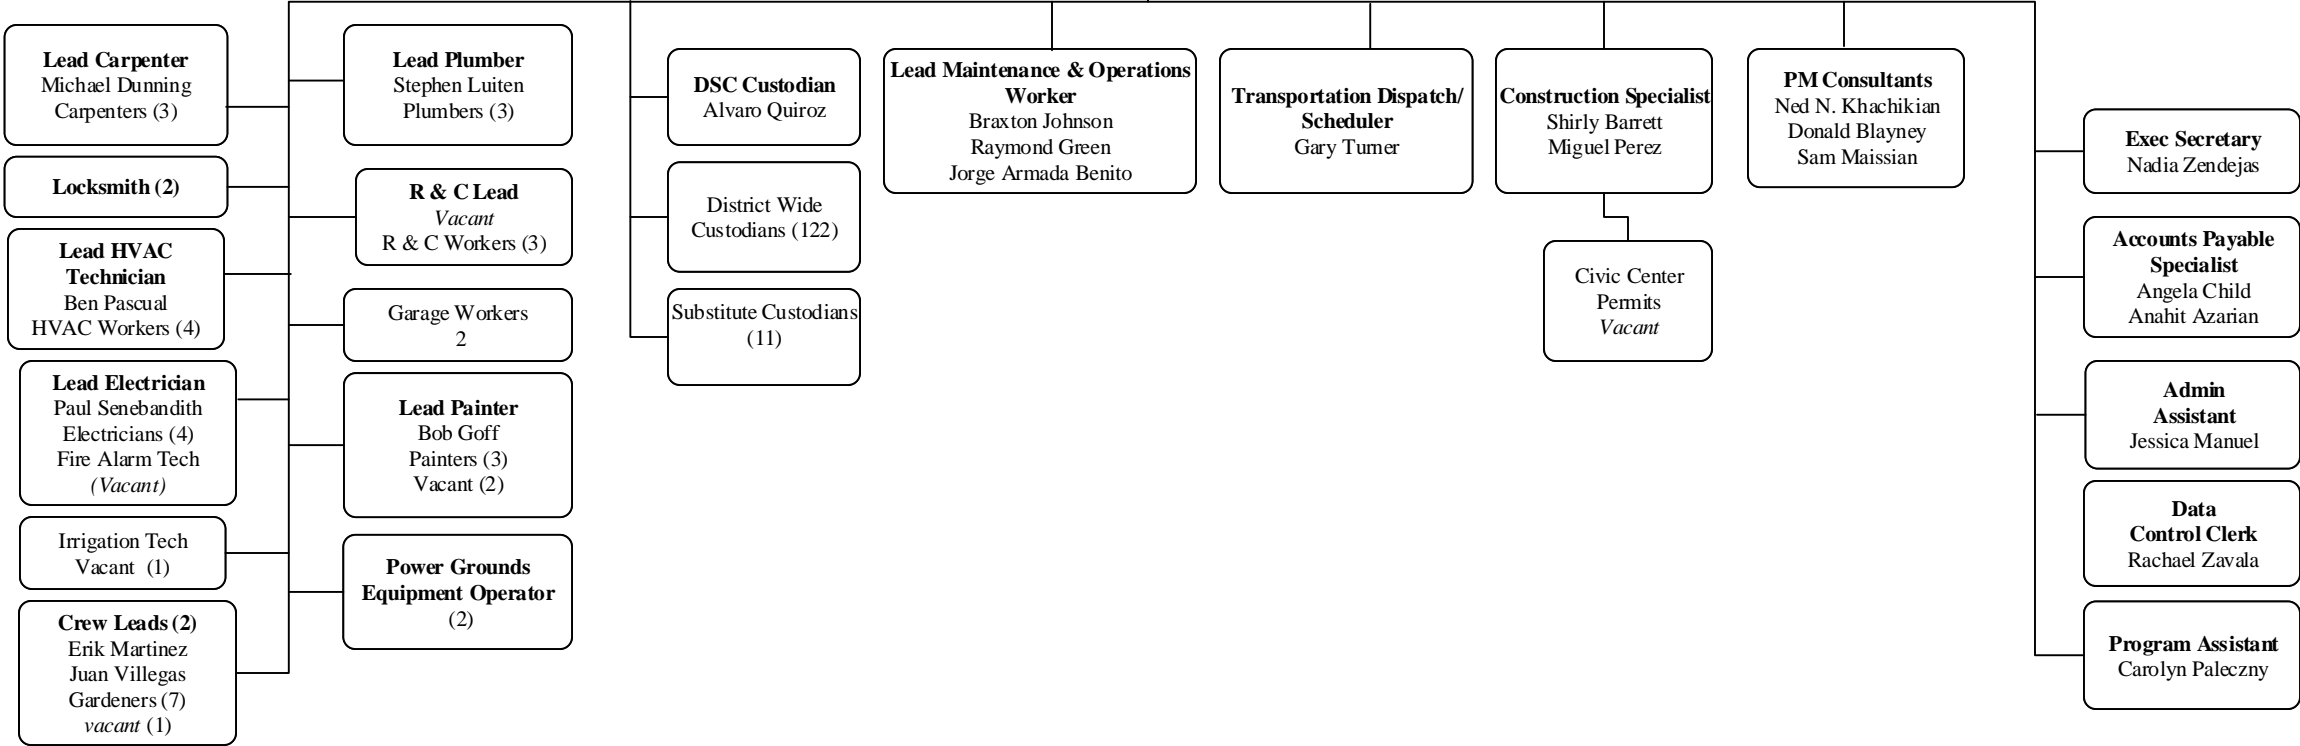 Lead Carpenter
Michael Dunning
Carpenters (3)
Locksmith (2)
Lead HVAC
Technician
Ben Pascual
HVAC Workers (4)
Lead Electrician
Paul Senebandith
Electricians (4)
Fire Alarm Tech
(Vacant)
Irrigation Tech
Vacant (1)
Crew Leads (2)
Erik Martinez
Juan Villegas
Gardeners (7)
vacant (1)
Lead Plumber
Stephen Luiten
Plumbers (3)
R & C Lead
Vacant
R & C Workers (3)
Garage Workers
2
Lead Painter
Bob Goff
Painters (3)
Vacant (2)
Power Grounds
Equipment Operator
(2)
DSC Custodian
Alvaro Quiroz
District Wide
Custodians (122)
Substitute Custodians
(11)
Lead Maintenance & Operations
Worker
Braxton Johnson
Raymond Green
Jorge Armada Benito
Transportation Dispatch/
Scheduler
Gary Turner
Construction Specialist
Shirly Barrett
Miguel Perez
Civic Center
Permits
Vacant
PM Consultants
Ned N. Khachikian
Donald Blayney
Sam Maissian
Exec Secretary
Nadia Zendejas
Accounts Payable
Specialist
Angela Child
Anahit Azarian
Admin
Assistant
Jessica Manuel
Data
Control Clerk
Rachael Zavala
Program Assistant
Carolyn Paleczny